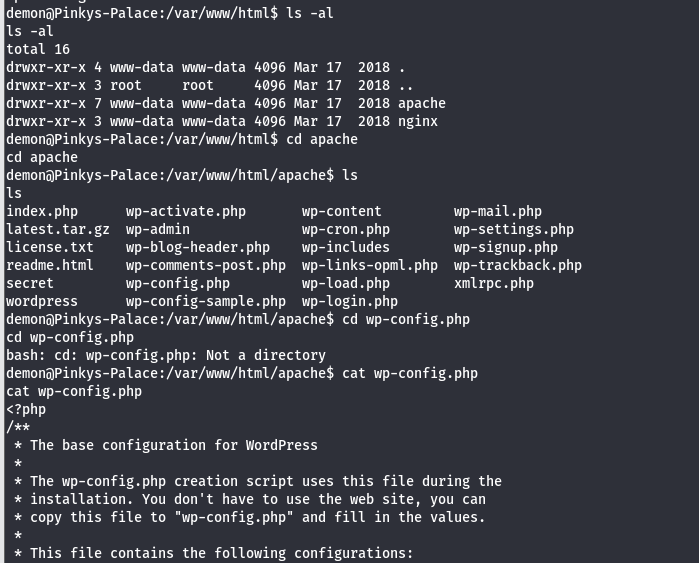 demon@Pinkys-Palace:/var/www/html$ ls -al
ls -al
total 16
drwxr-xr-x 4 www-data www-data 4096 Mar 17  2018 .
drwxr-xr-x 3 root     root     4096 Mar 17  2018 ..
drwxr-xr-x 7 www-data www-data 4096 Mar 17  2018 apache
drwxr-xr-x 3 www-data www-data 4096 Mar 17  2018 nginx
demon@Pinkys-Palace:/var/www/html$ cd apache
cd apache
demon@Pinkys-Palace:/var/www/html/apache$ ls
ls
index.php      wp-activate.php       wp-content         wp-mail.php
latest.tar.gz  wp-admin              wp-cron.php        wp-settings.php
license.txt    wp-blog-header.php    wp-includes        wp-signup.php
readme.html    wp-comments-post.php  wp-links-opml.php  wp-trackback.php
secret         wp-config.php         wp-load.php        xmlrpc.php
wordpress      wp-config-sample.php  wp-login.php
demon@Pinkys-Palace:/var/www/html/apache$ cd wp-config.php
cd wp-config.php
bash: cd: wp-config.php: Not a directory
demon@Pinkys-Palace:/var/www/html/apache$ cat wp-config.php
cat wp-config.php
<?php
/**
 * The base configuration for WordPress
 *
 * The wp-config.php creation script uses this file during the
 * installation. You don't have to use the web site, you can
 * copy this file to "wp-config.php" and fill in the values.
 *
 * This file contains the following configurations: